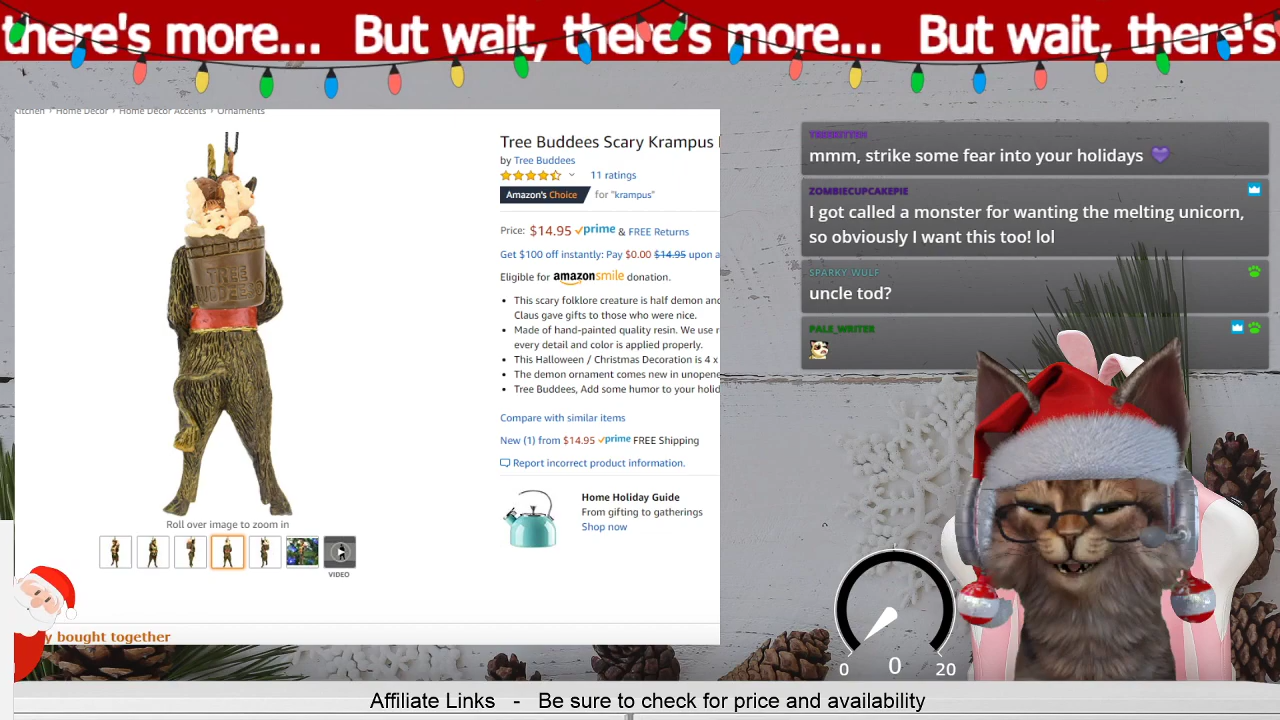 there's more... But wait, there's more... But wait, there's
Kitchen › Home Décor › Home Décor Accents › Ornaments
TREE
BUDDEES
Roll over image to zoom in
VIDEO
y bought together
Tree Buddees Scary Krampus
by Tree Buddees
11 ratings
Amazon's Choice for "krampus"
Price: $14.95 prime & FREE Returns
Get $100 off instantly: Pay $0.00 $14.95 upon a
Eligible for amazonsmile donation.
• This scary folklore creature is half demon and
Claus gave gifts to those who were nice.
• Made of hand-painted quality resin. We use r
every detail and color is applied properly.
• This Halloween / Christmas Decoration is 4 x
• The demon ornament comes new in unopene
• Tree Buddees, Add some humor to your holid
Compare with similar items
New (1) from $14.95 prime FREE Shipping
Report incorrect product information.
Home Holiday Guide
From gifting to gatherings
Shop now
mmm, strike some fear into your holidays
ZOMBIECUPCAKEPIE
I got called a monster for wanting the melting unicorn,
so obviously I want this too! lol
SPARKY WULF
uncle tod?
PALE_WRITER
0 0 20
Affiliate Links - Be sure to check for price and availability